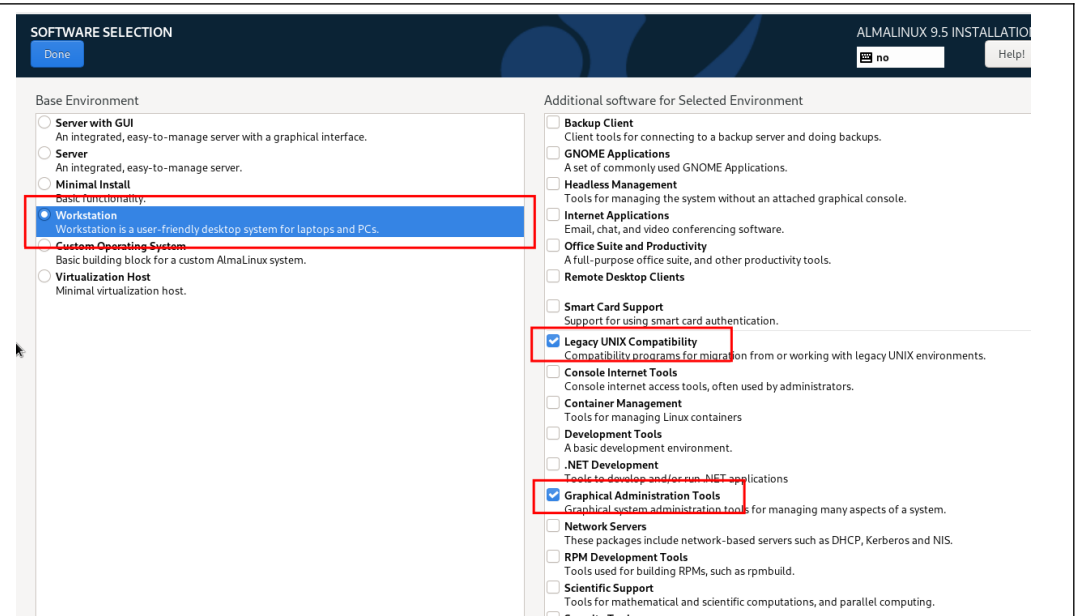 SOFTWARE SELECTION
ALMALINUX 9.5 INSTALLATIO
Done
no
Help!
Base Environment
Server with GUI
An integrated, easy-to-manage server with a graphical interface.
Server
An integrated, easy-to-manage server.
Minimal Install
Basic functionality.
Workstation
Workstation is a user-friendly desktop system for laptops and PCs.
Custom Operating System
Basic building block for a custom AlmaLinux system.
Virtualization Host
Minimal virtualization host.
Additional software for Selected Environment
Backup Client
Client tools for connecting to a backup server and doing backups.
GNOME Applications
A set of commonly used GNOME Applications.
Headless Management
Tools for managing the system without an attached graphical console.
Internet Applications
Email, chat, and video conferencing software.
Office Suite and Productivity
A full-purpose office suite, and other productivity tools.
Remote Desktop Clients
Smart Card Support
Support for using smart card authentication.
Legacy UNIX Compatibility
Compatibility programs for migration from or working with legacy UNIX environments.
Console Internet Tools
Console internet access tools, often used by administrators.
Container Management
Tools for managing Linux containers
Development Tools
A basic development environment.
.NET Development
Tools to develop and/or run .NET applications
Graphical Administration Tools
Graphical system administration tools for managing many aspects of a system.
Network Servers
These packages include network-based servers such as DHCP, Kerberos and NIS.
RPM Development Tools
Tools used for building RPMs, such as rpmbuild.
Scientific Support
Tools for mathematical and scientific computations, and parallel computing.